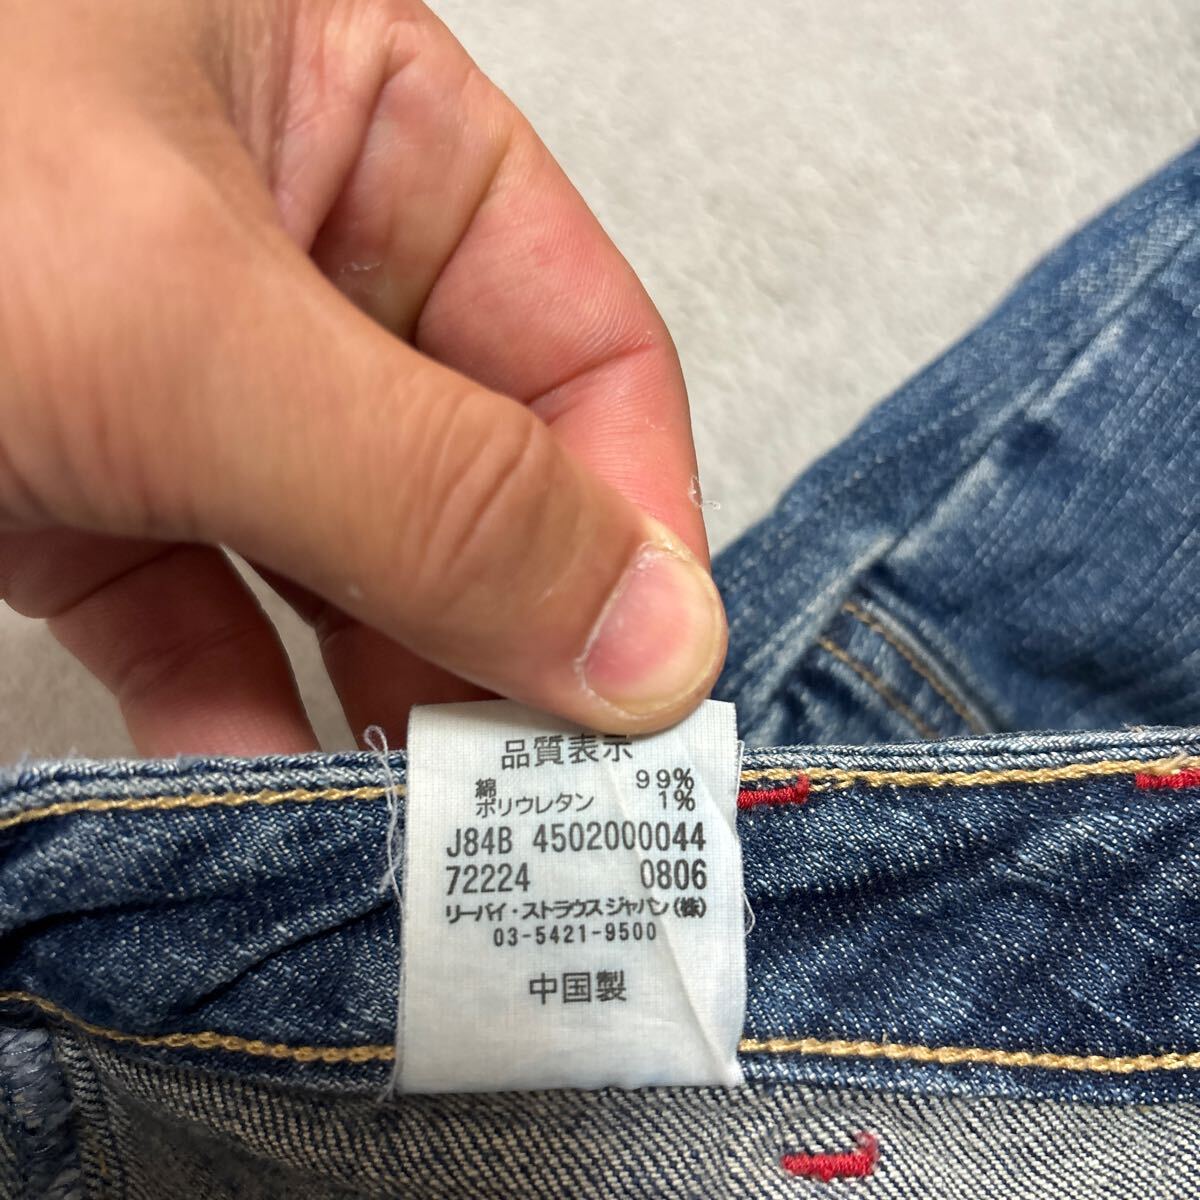 品質表示
綿 99%
ポリウレタン 1%
J84B 4502000044
72224 0806
リーバイ・ストラウスジャパン(株)
03-5421-9500
中国製